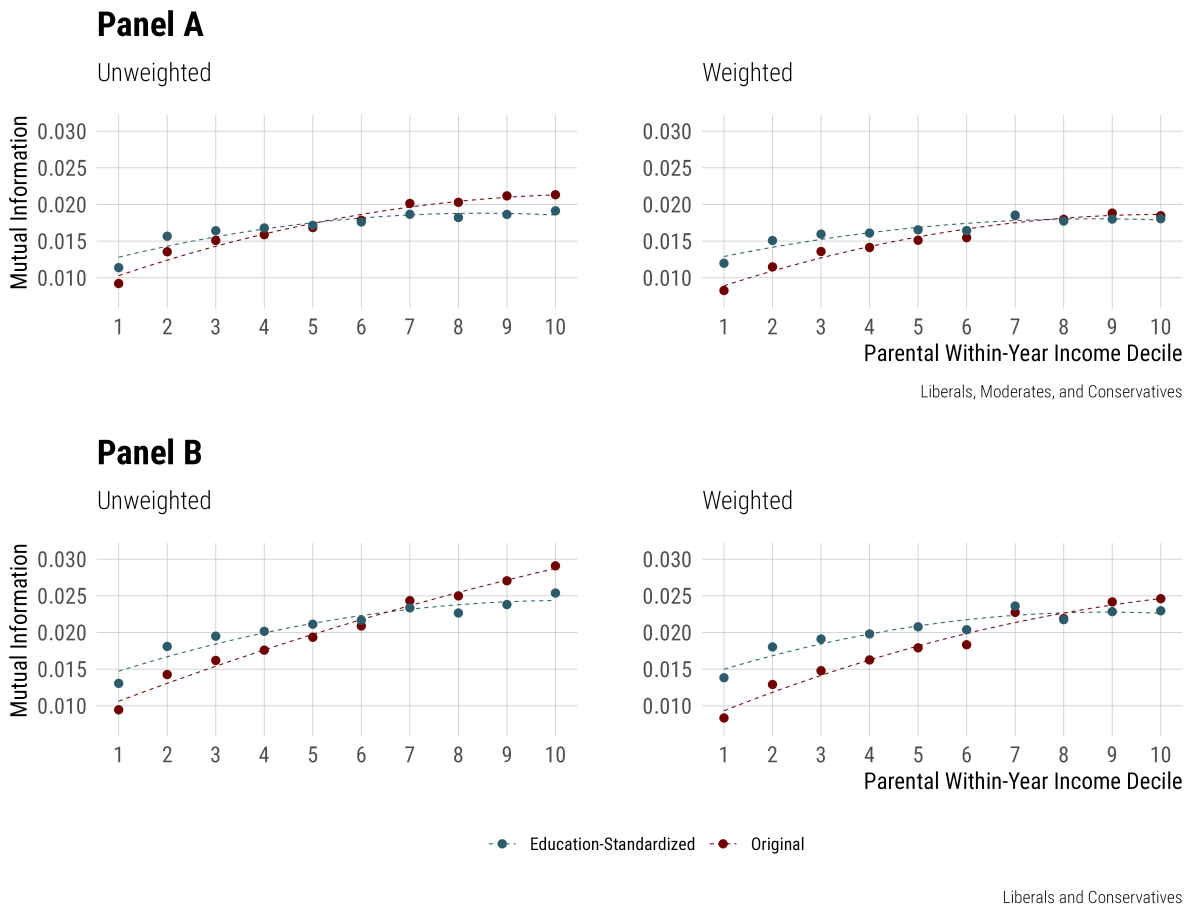 Panel A
Unweighted
Weighted
Mutual Information
0.030
0.025
0.020
0.015
0.010
1 2 3 4 5 6 7 8 9 10
0.030
0.025
0.020
0.015
0.010
1 2 3 4 5 6 7 8 9 10
Parental Within-Year Income Decile
Liberals, Moderates, and Conservatives
Panel B
Unweighted
Weighted
Mutual Information
0.030
0.025
0.020
0.015
0.010
1 2 3 4 5 6 7 8 9 10
0.030
0.025
0.020
0.015
0.010
1 2 3 4 5 6 7 8 9 10
Parental Within-Year Income Decile
Education-Standardized Original
Liberals and Conservatives